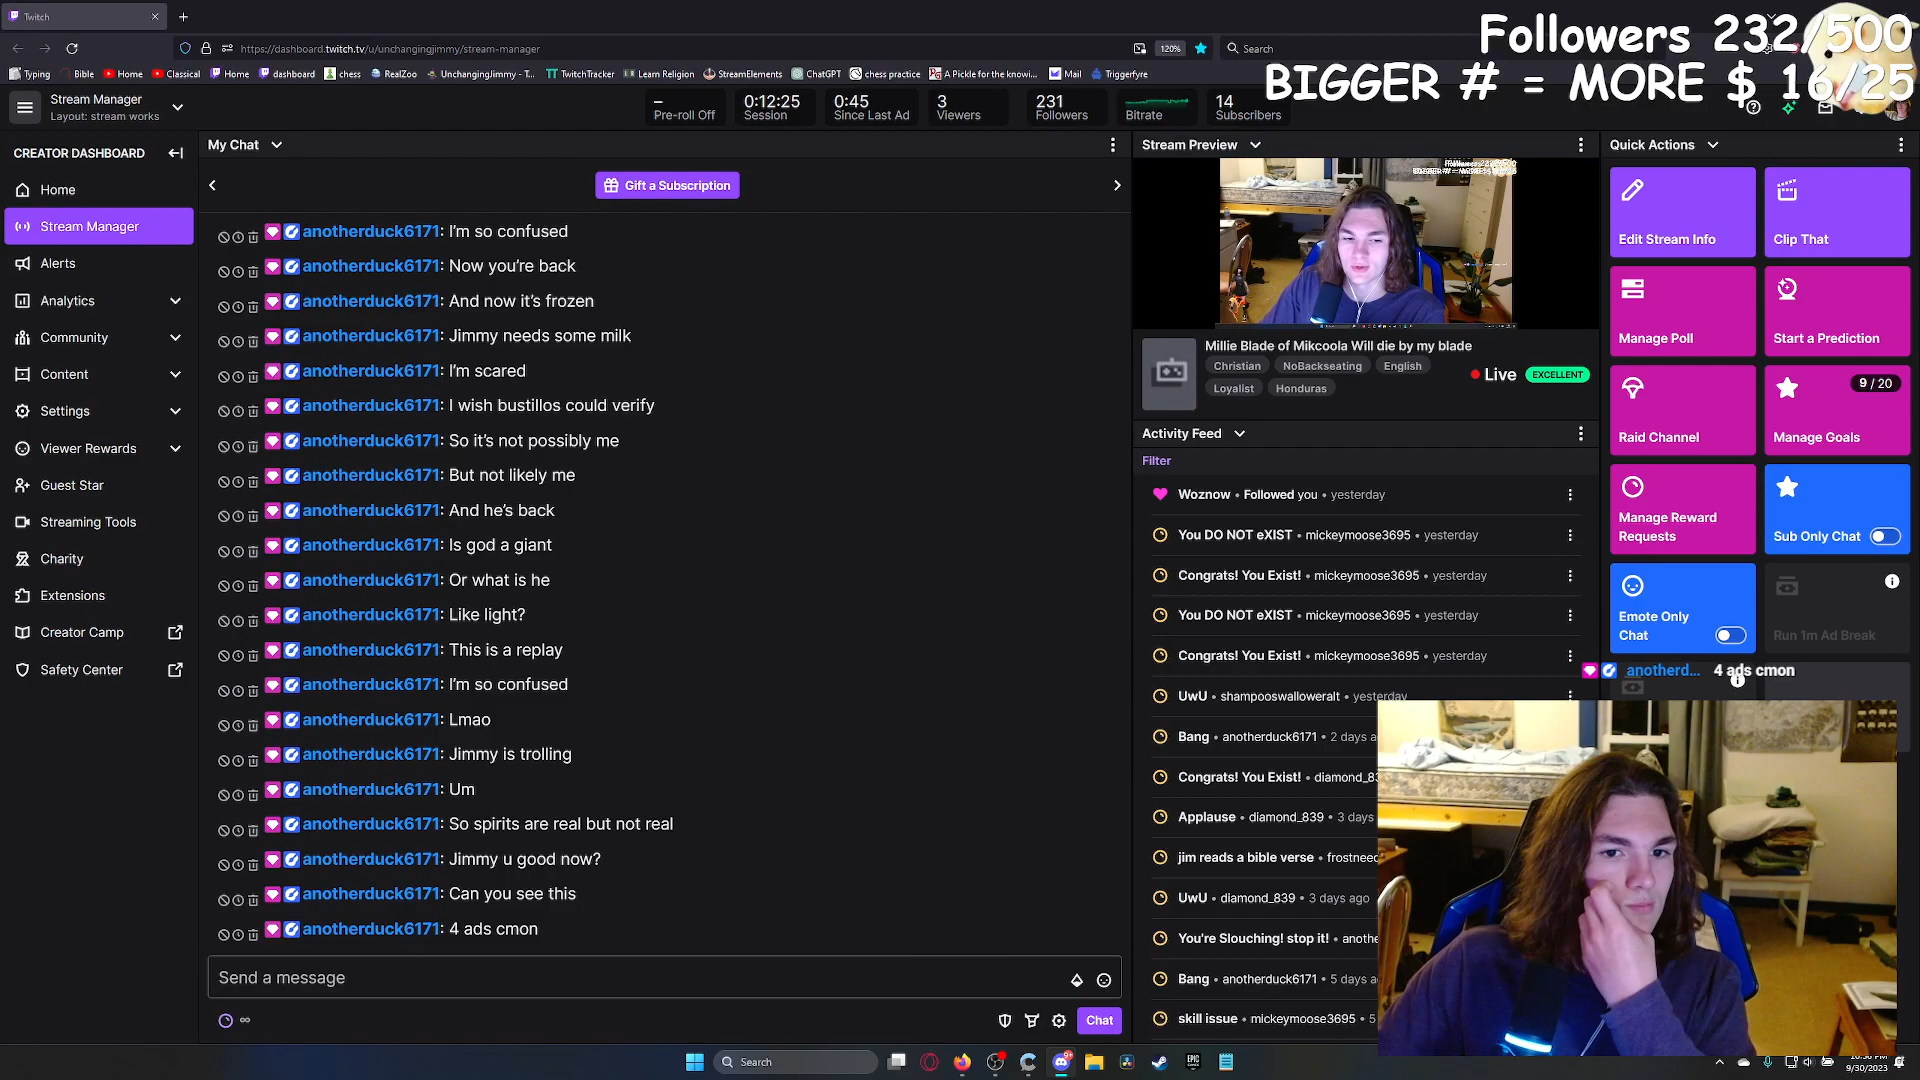 Twitch
Followers 232/500
https://dashboard.twitch.tv/u/unchangingjimmy/stream-manager
120%
Search
BIGGER # = MORE $ 16/25
Typing
Bible
Home
Classical
Home
dashboard
chess
RealZoo
UnchangingJimmy - T...
TwitchTracker
Learn Religion
StreamElements
ChatGPT
chess practice
A Pickle for the knowi...
Mail
Triggerfyre
Stream Manager
Layout: stream works
–
Pre-roll Off
0:12:25
Session
0:45
Since Last Ad
3
Viewers
231
Followers
Bitrate
14
Subscribers
CREATOR DASHBOARD
Home
Stream Manager
Alerts
Analytics
Community
Content
Settings
Viewer Rewards
Guest Star
Streaming Tools
Charity
Extensions
Creator Camp
Safety Center
My Chat
Gift a Subscription
anotherduck6171: I'm so confused
anotherduck6171: Now you're back
anotherduck6171: And now it's frozen
anotherduck6171: Jimmy needs some milk
anotherduck6171: I'm scared
anotherduck6171: I wish bustillos could verify
anotherduck6171: So it's not possibly me
anotherduck6171: But not likely me
anotherduck6171: And he's back
anotherduck6171: Is god a giant
anotherduck6171: Or what is he
anotherduck6171: Like light?
anotherduck6171: This is a replay
anotherduck6171: I'm so confused
anotherduck6171: Lmao
anotherduck6171: Jimmy is trolling
anotherduck6171: Um
anotherduck6171: So spirits are real but not real
anotherduck6171: Jimmy u good now?
anotherduck6171: Can you see this
anotherduck6171: 4 ads cmon
Send a message
∞
Chat
Stream Preview
Millie Blade of Mikcoola Will die by my blade
Christian
NoBackseating
English
Loyalist
Honduras
Live
EXCELLENT
Activity Feed
Filter
Woznow • Followed you • yesterday
You DO NOT eXIST • mickeymoose3695 • yesterday
Congrats! You Exist! • mickeymoose3695 • yesterday
You DO NOT eXIST • mickeymoose3695 • yesterday
Congrats! You Exist! • mickeymoose3695 • yesterday
UwU • shampooswalloweralt • yesterday
Bang • anotherduck6171 • 2 days a
Congrats! You Exist! • diamond_83
Applause • diamond_839 • 3 days
jim reads a bible verse • frostnee
UwU • diamond_839 • 3 days ago
You're Slouching! stop it! • anothe
Bang • anotherduck6171 • 5 days a
skill issue • mickeymoose3695 • 5
Quick Actions
Edit Stream Info
Clip That
Manage Poll
Start a Prediction
Raid Channel
9 / 20
Manage Goals
Manage Reward
Requests
Sub Only Chat
Emote Only
Chat
Run 1m Ad Break
anotherd... 4 ads cmon
Search
EPIC
9/30/2023